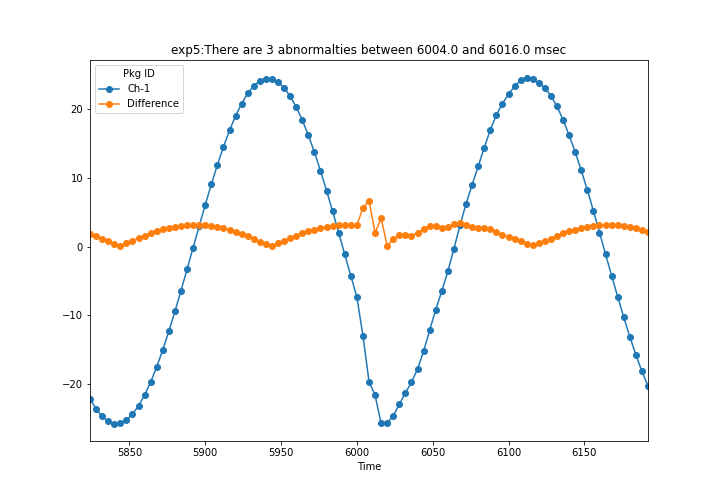 exp5:There are 3 abnormalties between 6004.0 and 6016.0 msec
Pkg ID
Ch-1
Difference
20
10
0
−10
−20
5850 5900 5950 6000 6050 6100 6150
Time